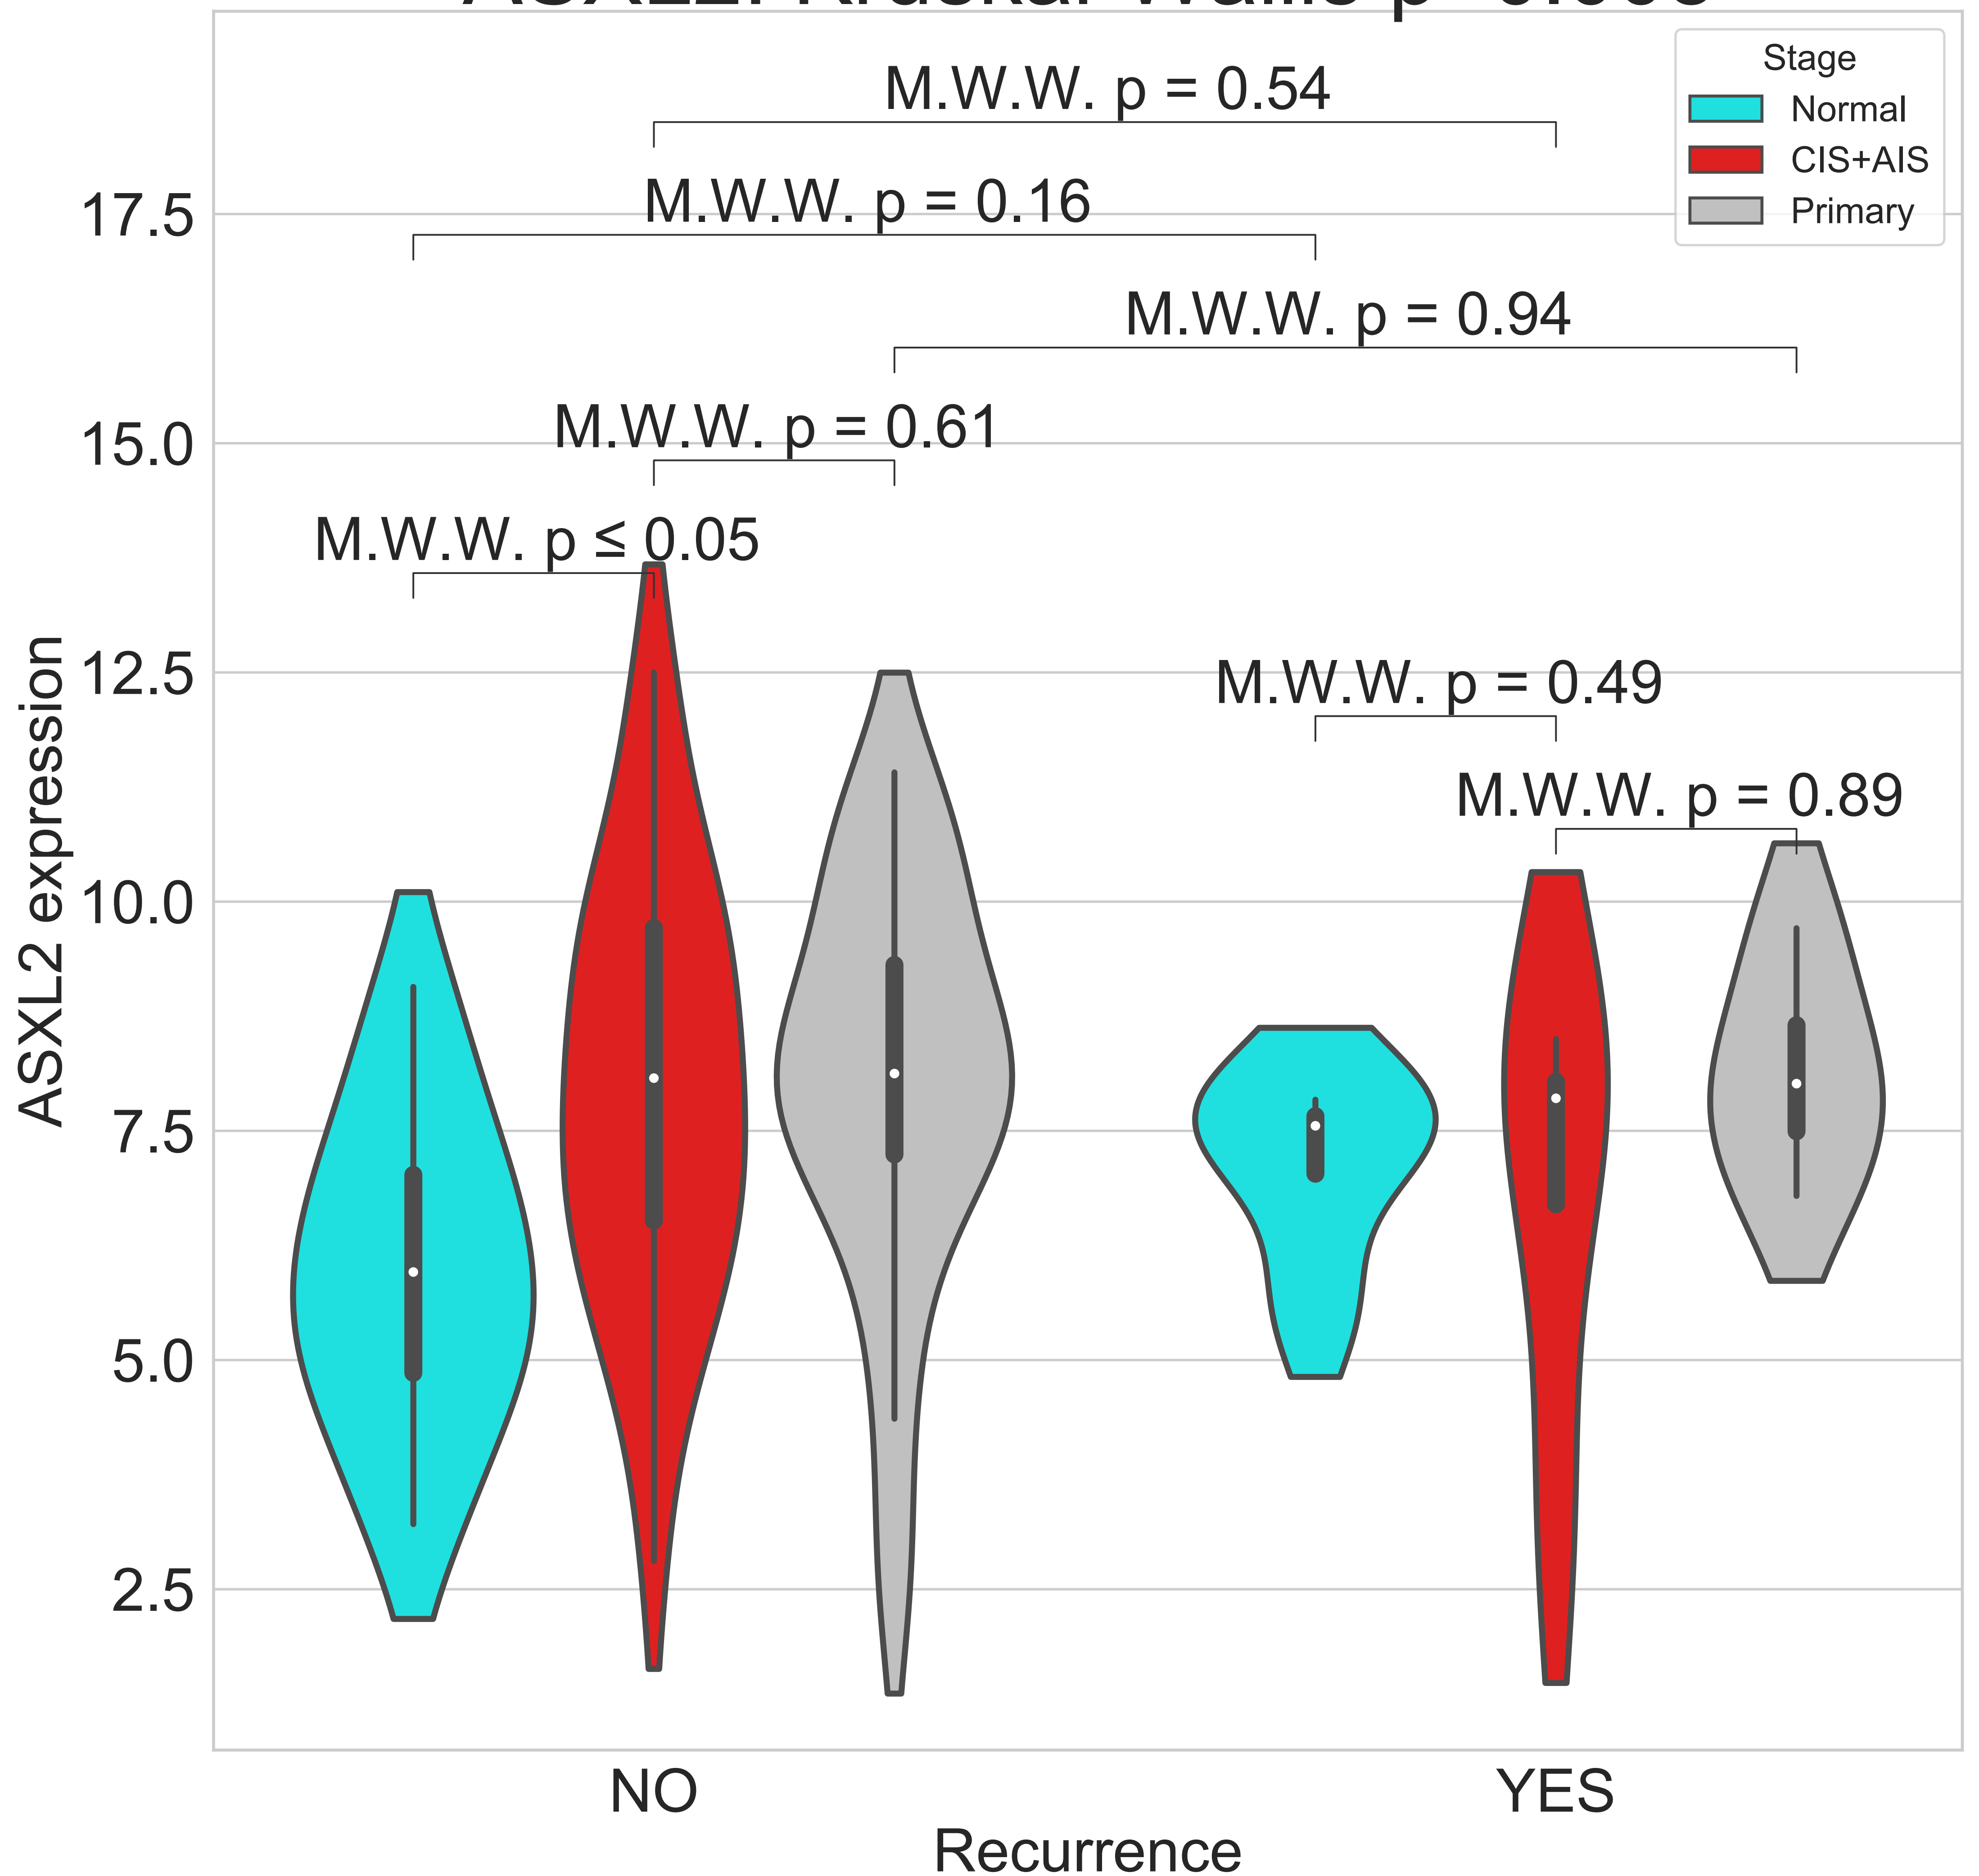 Stage
Normal
CIS+AIS
Primary
M.W.W. p = 0.54
M.W.W. p = 0.16
M.W.W. p = 0.94
M.W.W. p = 0.61
M.W.W. p ≤ 0.05
M.W.W. p = 0.49
M.W.W. p = 0.89
17.5
15.0
12.5
10.0
7.5
5.0
2.5
ASXL2 expression
NO
YES
Recurrence